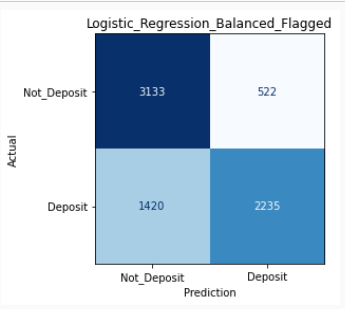 Logistic_Regression_Balanced_Flagged
Not_Deposit
3133
522
Actual
Deposit
1420
2235
Not_Deposit
Deposit
Prediction